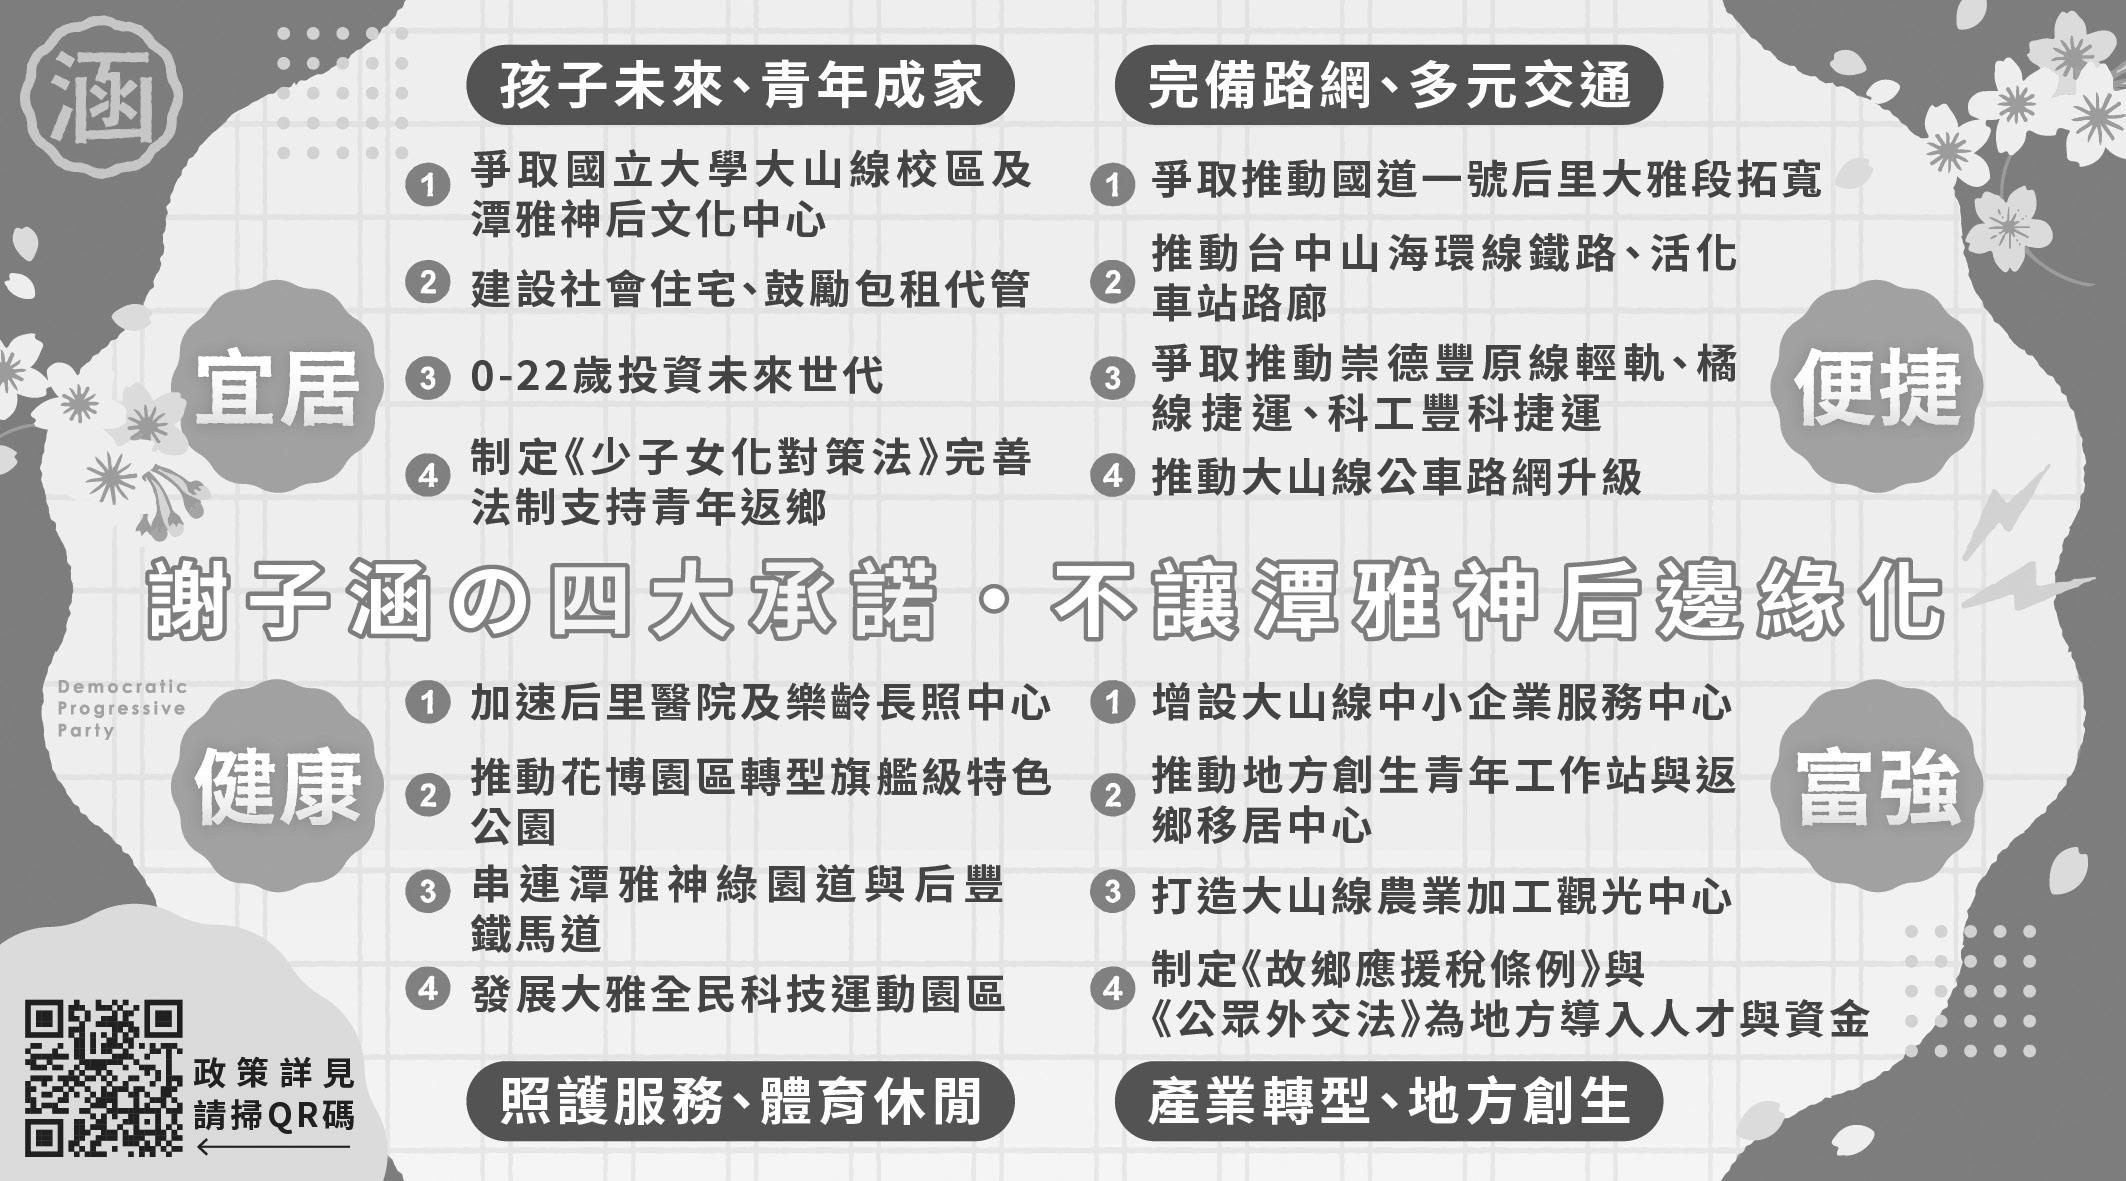 涵
孩子未來、青年成家
宜居
1 爭取國立大學大山線校區及
潭雅神后文化中心
2 建設社會住宅、鼓勵包租代管
3 0-22歲投資未來世代
4 制定《少子女化對策法》完善
法制支持青年返鄉
完備路網、多元交通
便捷
1 爭取推動國道一號后里大雅段拓寬
2 推動台中山海環線鐵路、活化
車站路廊
3 爭取推動崇德豐原線輕軌、橘
線捷運、科工豐科捷運
4 推動大山線公車路網升級
謝子涵の四大承諾・不讓潭雅神后邊緣化
Democratic
Progressive
Party
健康
1 加速后里醫院及樂齡長照中心
2 推動花博園區轉型旗艦級特色
公園
3 串連潭雅神綠園道與后豐
鐵馬道
4 發展大雅全民科技運動園區
照護服務、體育休閒
富強
1 增設大山線中小企業服務中心
2 推動地方創生青年工作站與返
鄉移居中心
3 打造大山線農業加工觀光中心
4 制定《故鄉應援稅條例》與
《公眾外交法》為地方導入人才與資金
產業轉型、地方創生
政策詳見
請掃QR碼